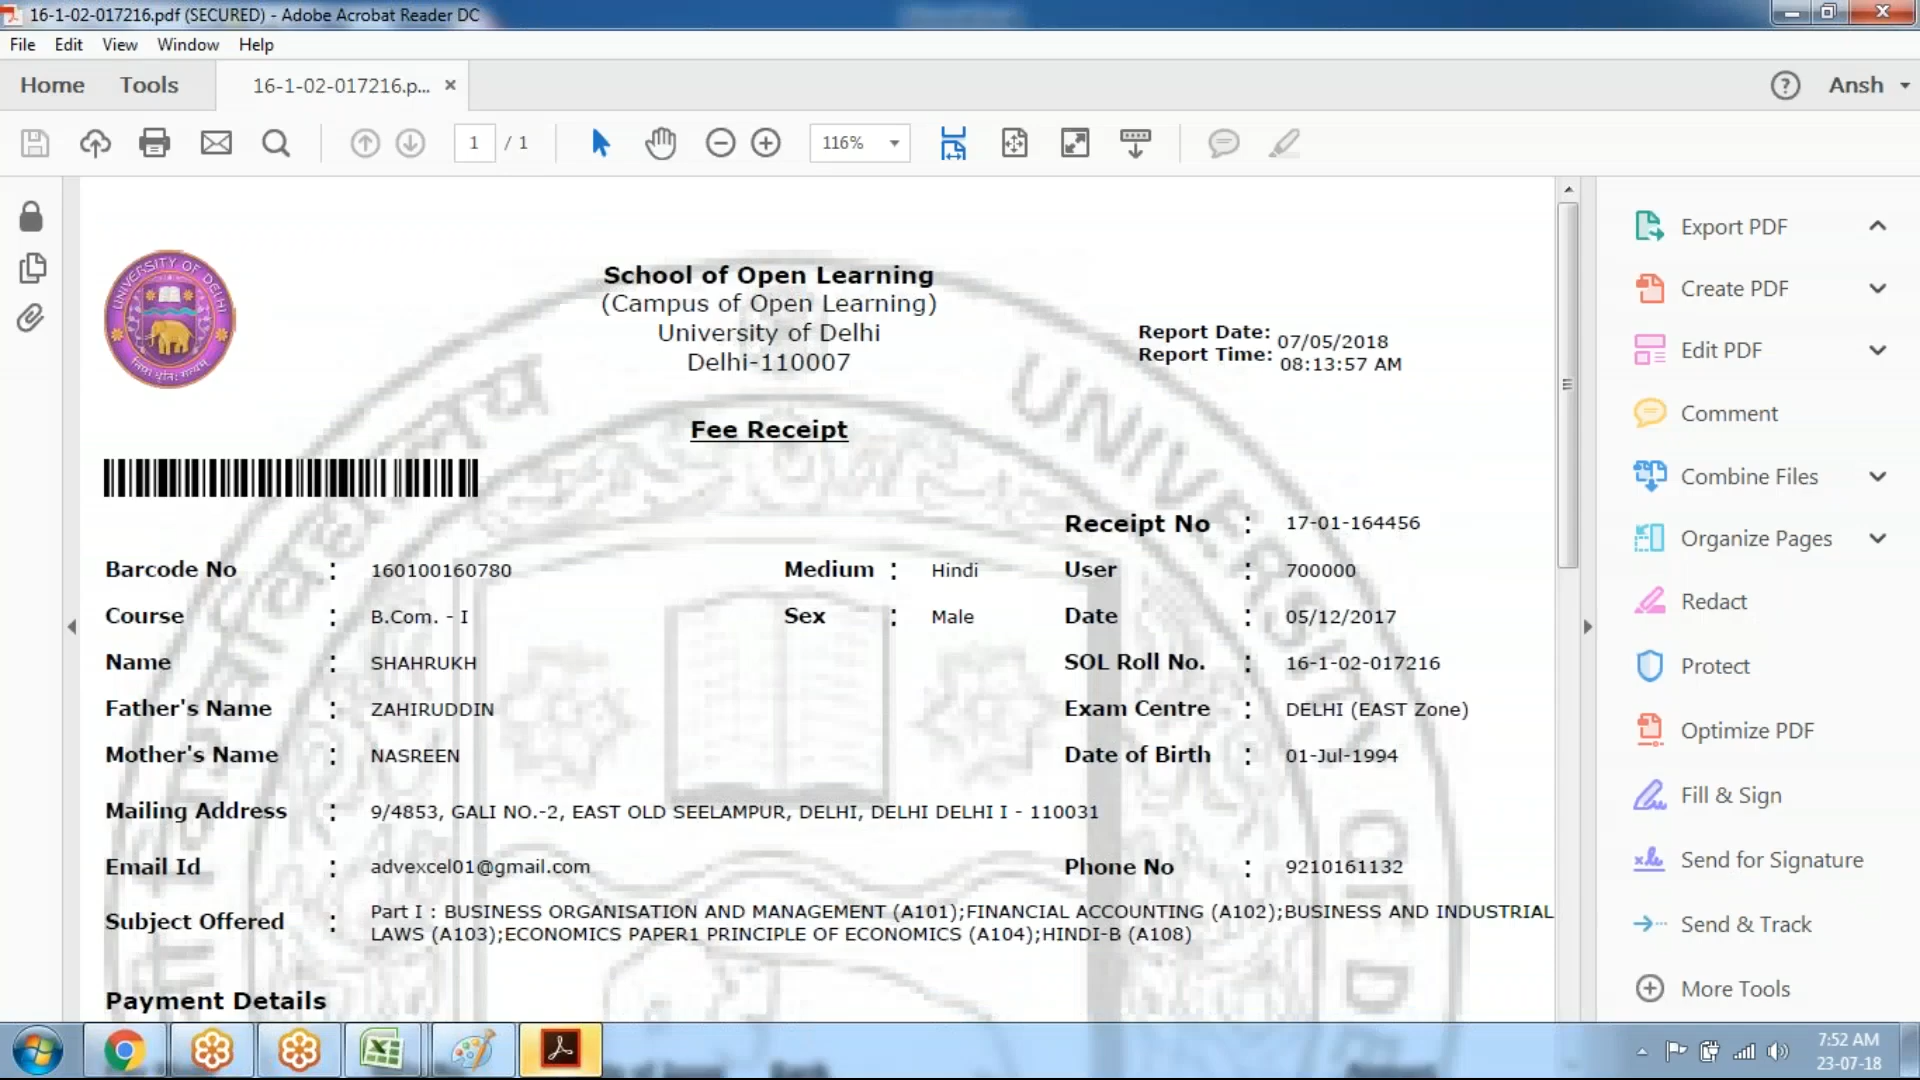 16-1-02-017216.pdf (SECURED) - Adobe Acrobat Reader DC
File Edit View Window Help
Home Tools 16-1-02-017216.p... × Ansh
1 / 1 116%
UNIVERSITY OF DELHI
School of Open Learning
(Campus of Open Learning)
University of Delhi
Delhi-110007
Report Date: 07/05/2018
Report Time: 08:13:57 AM
Fee Receipt
UNIVERSITY OF DE
Receipt No : 17-01-164456
Barcode No : 160100160780 Medium : Hindi User : 700000
Course : B.Com. - I Sex : Male Date : 05/12/2017
Name : SHAHRUKH SOL Roll No. : 16-1-02-017216
Father's Name : ZAHIRUDDIN Exam Centre : DELHI (EAST Zone)
Mother's Name : NASREEN Date of Birth : 01-Jul-1994
Mailing Address : 9/4853, GALI NO.-2, EAST OLD SEELAMPUR, DELHI, DELHI DELHI I - 110031
Email Id : advexcel01@gmail.com Phone No : 9210161132
Subject Offered : Part I : BUSINESS ORGANISATION AND MANAGEMENT (A101);FINANCIAL ACCOUNTING (A102);BUSINESS AND INDUSTRIAL
LAWS (A103);ECONOMICS PAPER1 PRINCIPLE OF ECONOMICS (A104);HINDI-B (A108)
Payment Details
Export PDF
Create PDF
Edit PDF
Comment
Combine Files
Organize Pages
Redact
Protect
Optimize PDF
Fill & Sign
Send for Signature
Send & Track
More Tools
7:52 AM
23-07-18